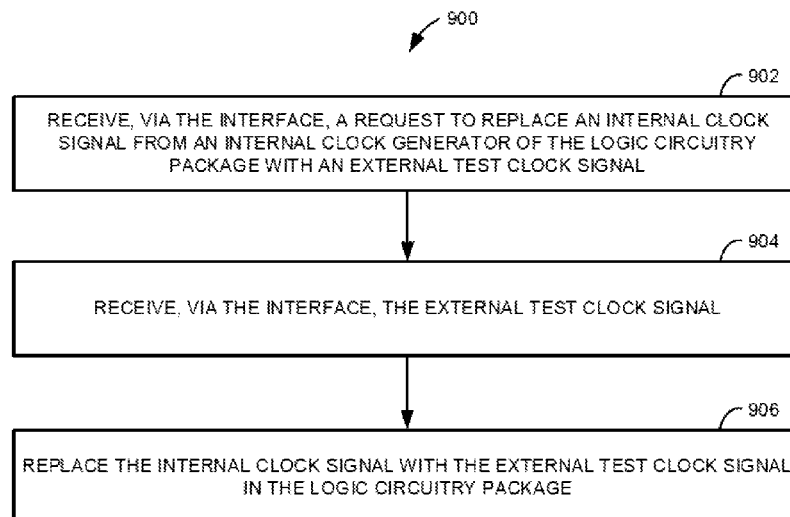 900
902
RECEIVE, VIA THE INTERFACE, A REQUEST TO REPLACE AN INTERNAL CLOCK
SIGNAL FROM AN INTERNAL CLOCK GENERATOR OF THE LOGIC CIRCUITRY
PACKAGE WITH AN EXTERNAL TEST CLOCK SIGNAL
904
RECEIVE, VIA THE INTERFACE, THE EXTERNAL TEST CLOCK SIGNAL
906
REPLACE THE INTERNAL CLOCK SIGNAL WITH THE EXTERNAL TEST CLOCK SIGNAL
IN THE LOGIC CIRCUITRY PACKAGE